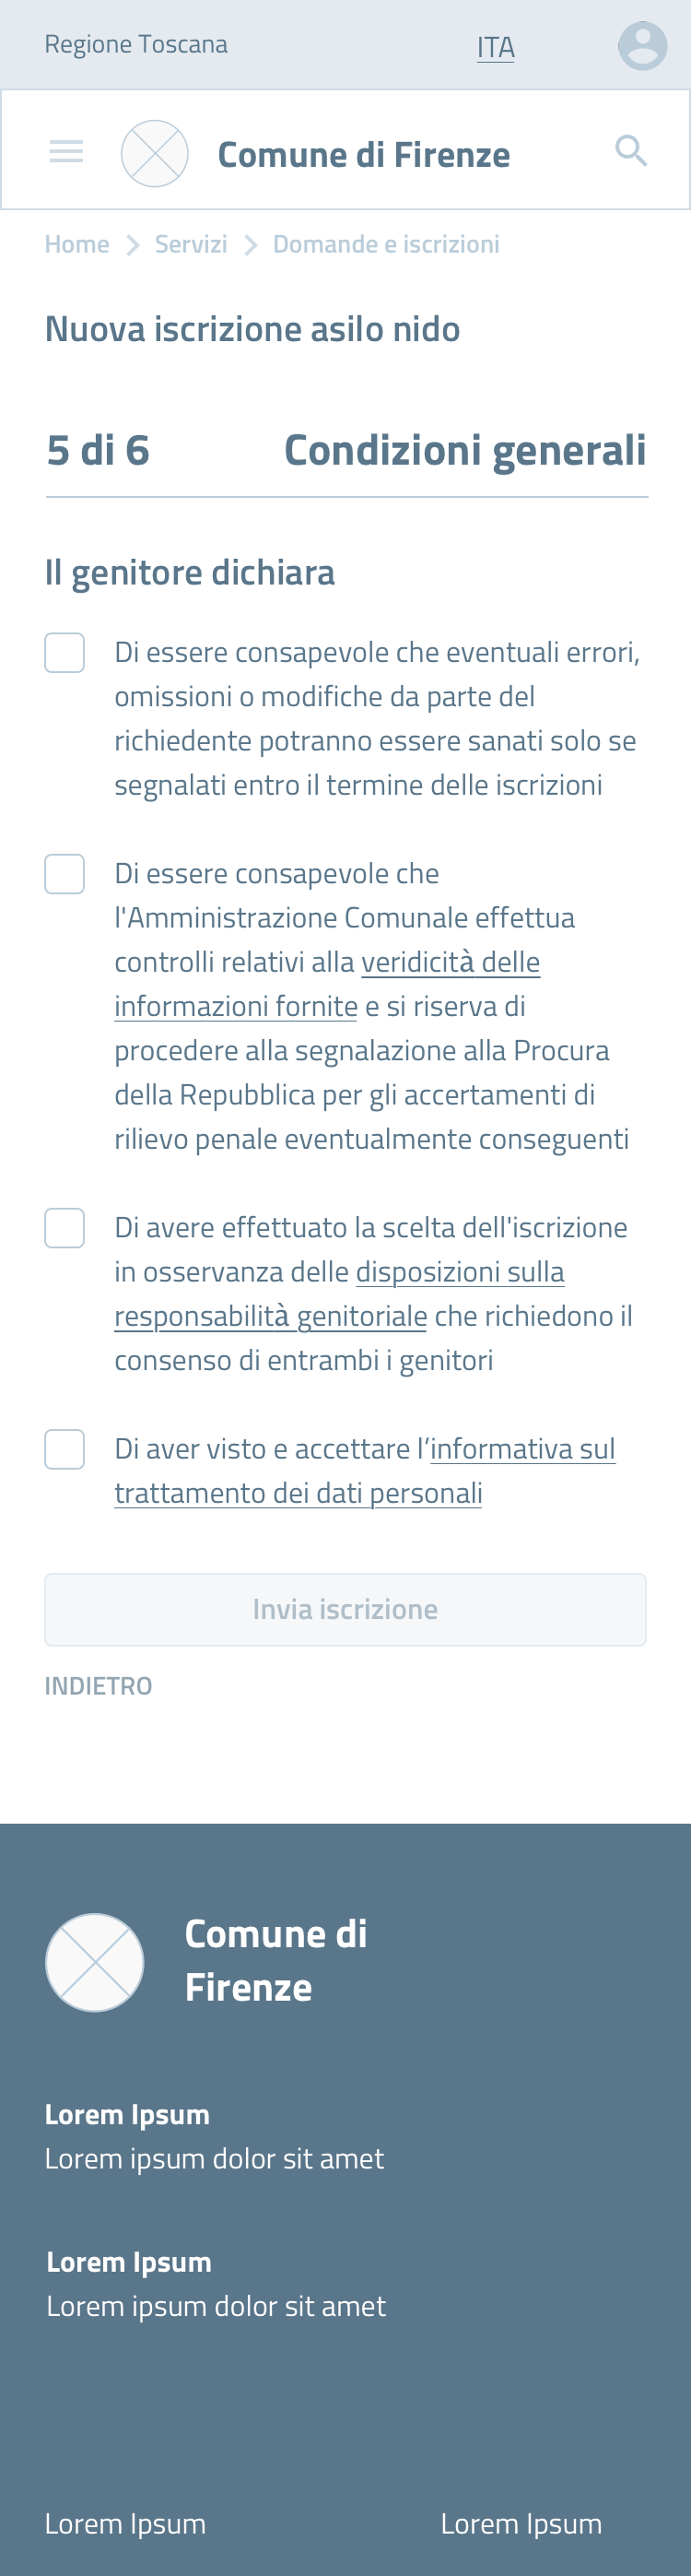 Regione Toscana
ITA
Comune di Firenze
Home
Servizi
Domande e iscrizioni
Nuova iscrizione asilo nido
5 di 6
Condizioni generali
Il genitore dichiara
Di essere consapevole che eventuali errori,
omissioni o modifiche da parte del
richiedente potranno essere sanati solo se
segnalati entro il termine delle iscrizioni
Di essere consapevole che
l'Amministrazione Comunale effettua
controlli relativi alla veridicità delle
informazioni fornite e si riserva di
procedere alla segnalazione alla Procura
della Repubblica per gli accertamenti di
rilievo penale eventualmente conseguenti
Di avere effettuato la scelta dell'iscrizione
in osservanza delle disposizioni sulla
responsabilità genitoriale che richiedono il
consenso di entrambi i genitori
Di aver visto e accettare l’informativa sul
trattamento dei dati personali
Invia iscrizione
INDIETRO
Comune di
Firenze
Lorem Ipsum
Lorem ipsum dolor sit amet
Lorem Ipsum
Lorem ipsum dolor sit amet
Lorem Ipsum
Lorem Ipsum